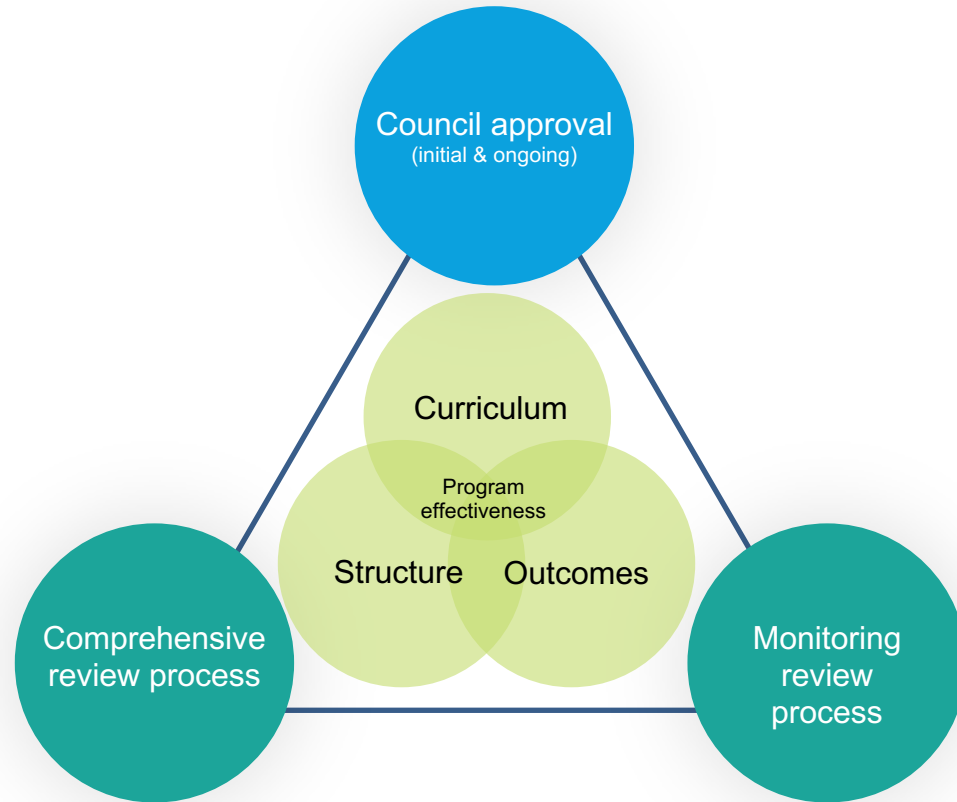 Council approval
(initial & ongoing)
Curriculum
Program
effectiveness
Structure
Outcomes
Comprehensive
review process
Monitoring
review
process